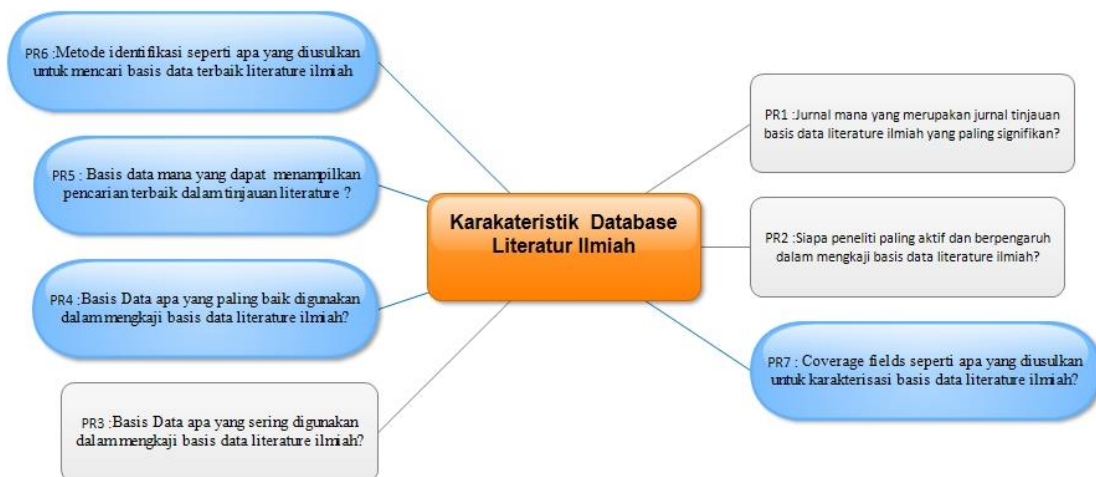 PR6 :Metode identifikasi seperti apa yang diusulkan
untuk mencari basis data terbaik literature ilmiah
PR5 : Basis data mana yang dapat menampilkan
pencarian terbaik dalam tinjauan literature ?
PR4 :Basis Data apa yang paling baik digunakan
dalam mengkaji basis data literature ilmiah?
PR3 :Basis Data apa yang sering digunakan
dalam mengkaji basis data literature ilmiah?
Karakateristik Database
Literatur Ilmiah
PR1 :Jurnal mana yang merupakan jurnal tinjauan
basis data literature ilmiah yang paling signifikan?
PR2 :Siapa peneliti paling aktif dan berpengaruh
dalam mengkaji basis data literature ilmiah?
PR7 : Coverage fields seperti apa yang diusulkan
untuk karakterisasi basis data literature ilmiah?